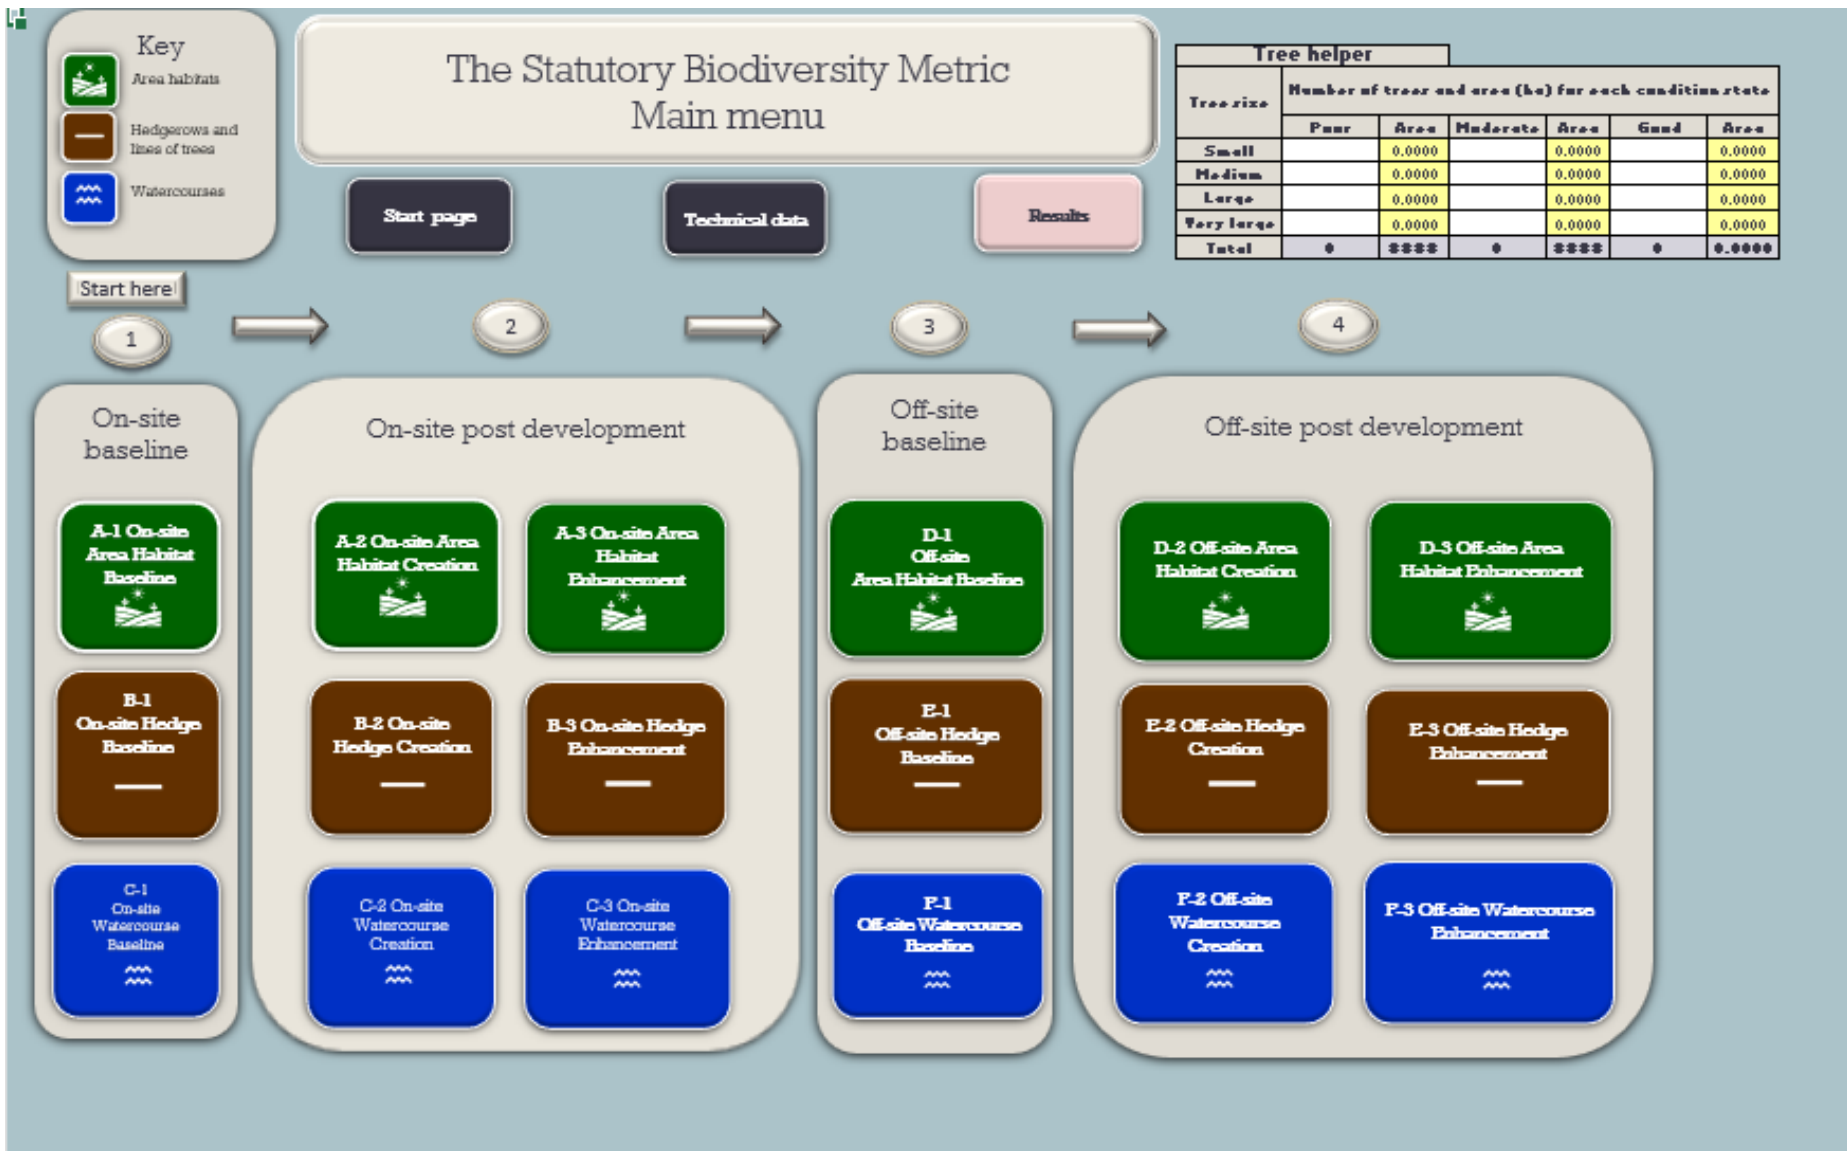 Key
Area habitats
Hedgerows and
lines of trees
Watercourses
The Statutory Biodiversity Metric
Main menu
Start page
Technical data
Results
Tree helper
Tree size
Number of trees and area (ha) for each condition state
Poor Area Moderate Area Good Area
Small 0.0000 0.0000 0.0000
Medium 0.0000 0.0000 0.0000
Large 0.0000 0.0000 0.0000
Very large 0.0000 0.0000 0.0000
Total 0 #### 0 #### 0 0.0000
Start here
1
2
3
4
On-site
baseline
A-1 On-site
Area Habitat
Baseline
B-1
On-site Hedge
Baseline
C-1
On-site
Watercourse
Baseline
On-site post development
A-2 On-site Area
Habitat Creation
A-3 On-site Area
Habitat
Enhancement
B-2 On-site
Hedge Creation
B-3 On-site Hedge
Enhancement
C-2 On-site
Watercourse
Creation
C-3 On-site
Watercourse
Enhancement
Off-site
baseline
D-1
Off-site
Area Habitat Baseline
E-1
Off-site Hedge
Baseline
F-1
Off-site Watercourse
Baseline
Off-site post development
D-2 Off-site Area
Habitat Creation
D-3 Off-site Area
Habitat Enhancement
E-2 Off-site Hedge
Creation
E-3 Off-site Hedge
Enhancement
F-2 Off-site
Watercourse
Creation
F-3 Off-site Watercourse
Enhancement